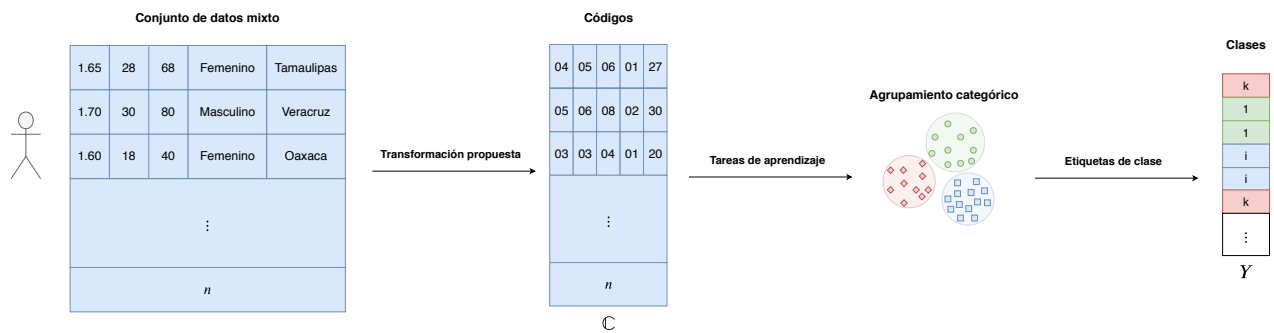 Conjunto de datos mixto
1.65 28 68 Femenino Tamaulipas
1.70 30 80 Masculino Veracruz
1.60 18 40 Femenino Oaxaca
⋮
n
Transformación propuesta
Códigos
04 05 06 01 27
05 06 08 02 30
03 03 04 01 20
⋮
n
ℂ
Tareas de aprendizaje
Agrupamiento categórico
Etiquetas de clase
Clases
k
1
1
i
i
k
⋮
Y